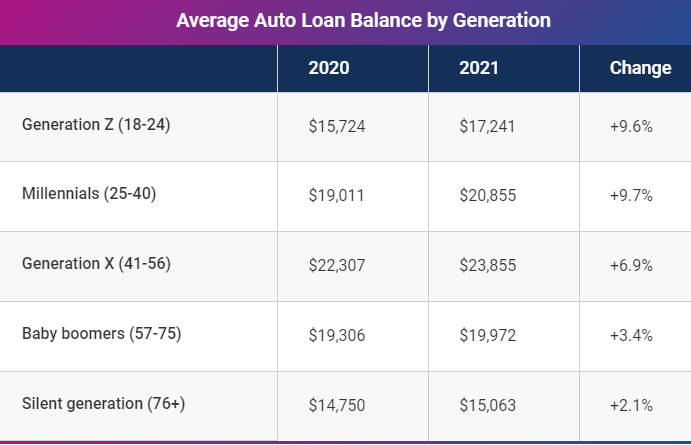 Average Auto Loan Balance by Generation
2020 2021 Change
Generation Z (18-24) $15,724 $17,241 +9.6%
Millennials (25-40) $19,011 $20,855 +9.7%
Generation X (41-56) $22,307 $23,855 +6.9%
Baby boomers (57-75) $19,306 $19,972 +3.4%
Silent generation (76+) $14,750 $15,063 +2.1%